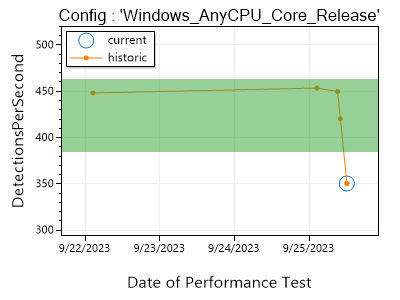 Config : 'Windows_AnyCPU_Core_Release'
current
historic
500
450
400
350
300
DetectionsPerSecond
9/22/2023
9/23/2023
9/24/2023
9/25/2023
Date of Performance Test